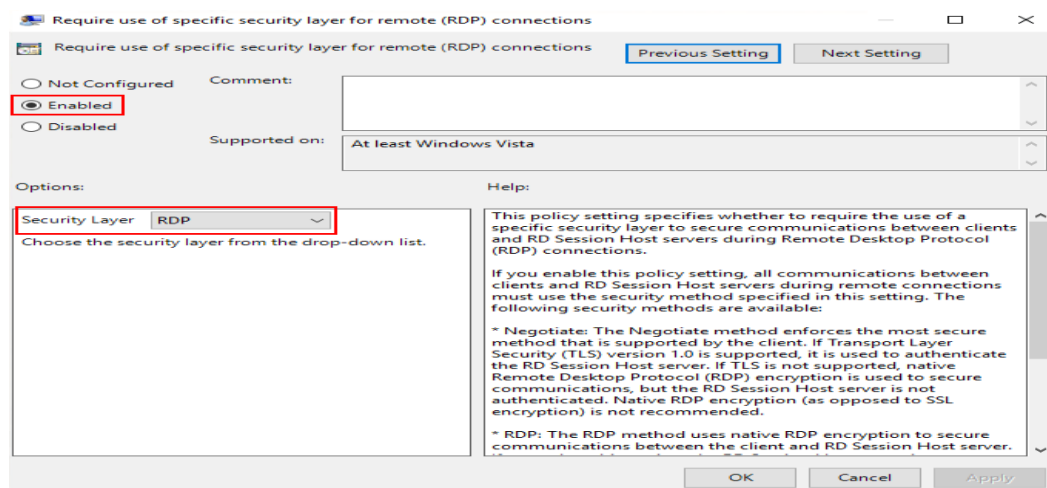 Require use of specific security layer for remote (RDP) connections
Require use of specific security layer for remote (RDP) connections
Previous Setting
Next Setting
Not Configured
Enabled
Disabled
Comment:
Supported on:
At least Windows Vista
Options:
Help:
Security Layer RDP
Choose the security layer from the drop-down list.
This policy setting specifies whether to require the use of a
specific security layer to secure communications between clients
and RD Session Host servers during Remote Desktop Protocol
(RDP) connections.
If you enable this policy setting, all communications between
clients and RD Session Host servers during remote connections
must use the security method specified in this setting. The
following security methods are available:
* Negotiate: The Negotiate method enforces the most secure
method that is supported by the client. If Transport Layer
Security (TLS) version 1.0 is supported, it is used to authenticate
the RD Session Host server. If TLS is not supported, native
Remote Desktop Protocol (RDP) encryption is used to secure
communications, but the RD Session Host server is not
authenticated. Native RDP encryption (as opposed to SSL
encryption) is not recommended.
* RDP: The RDP method uses native RDP encryption to secure
communications between the client and RD Session Host server.
OK
Cancel
Apply